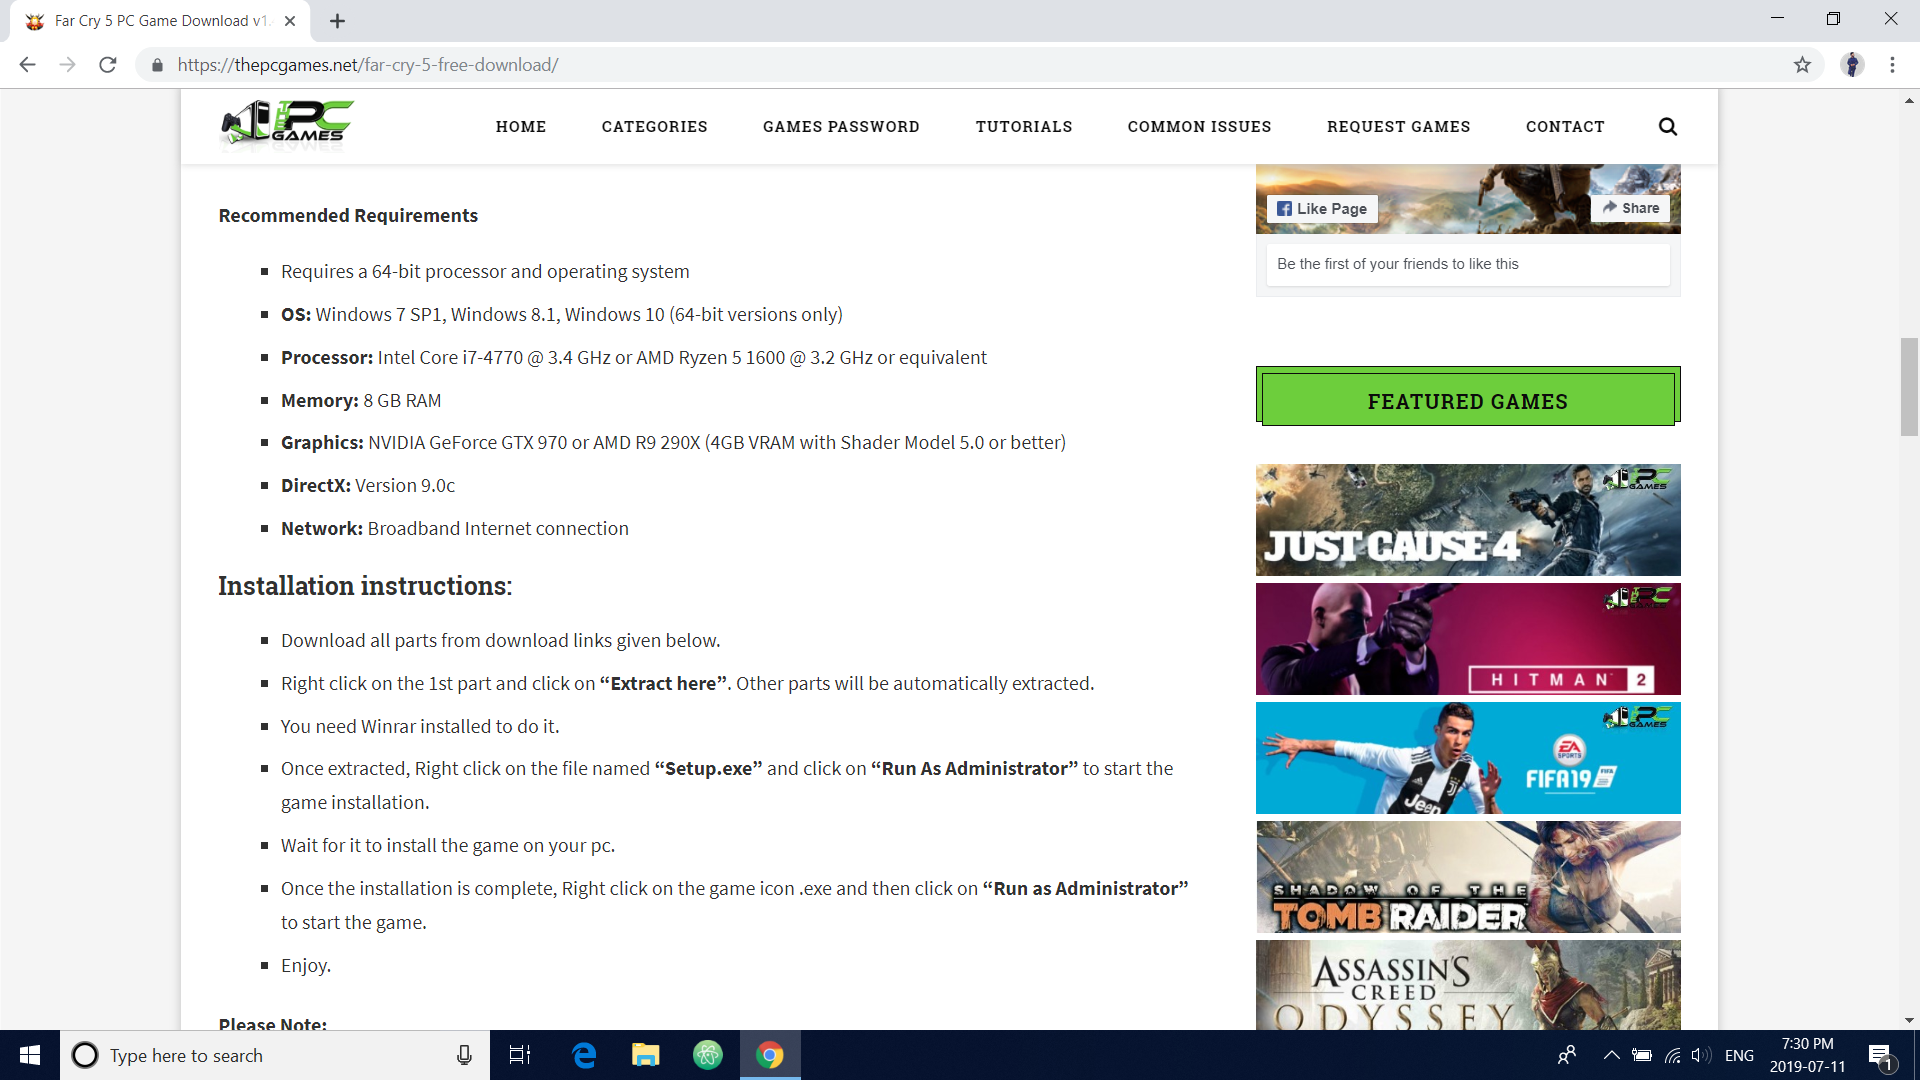 Far Cry 5 PC Game Download v1.
https://thepcgames.net/far-cry-5-free-download/
THE PC GAMES
HOME
CATEGORIES
GAMES PASSWORD
TUTORIALS
COMMON ISSUES
REQUEST GAMES
CONTACT
Recommended Requirements
Requires a 64-bit processor and operating system
OS: Windows 7 SP1, Windows 8.1, Windows 10 (64-bit versions only)
Processor: Intel Core i7-4770 @ 3.4 GHz or AMD Ryzen 5 1600 @ 3.2 GHz or equivalent
Memory: 8 GB RAM
Graphics: NVIDIA GeForce GTX 970 or AMD R9 290X (4GB VRAM with Shader Model 5.0 or better)
DirectX: Version 9.0c
Network: Broadband Internet connection
Installation instructions:
Download all parts from download links given below.
Right click on the 1st part and click on “Extract here”. Other parts will be automatically extracted.
You need Winrar installed to do it.
Once extracted, Right click on the file named “Setup.exe” and click on “Run As Administrator” to start the
game installation.
Wait for it to install the game on your pc.
Once the installation is complete, Right click on the game icon .exe and then click on “Run as Administrator”
to start the game.
Enjoy.
Please Note:
Like Page
Share
Be the first of your friends to like this
FEATURED GAMES
PC GAMES
JUST CAUSE 4
PC GAMES
HITMAN 2
PC GAMES
EA SPORTS
FIFA19
Jeep
SHADOW OF THE
TOMB RAIDER
ASSASSIN'S
CREED
ODYSSEY
Type here to search
ENG
7:30 PM
2019-07-11
1